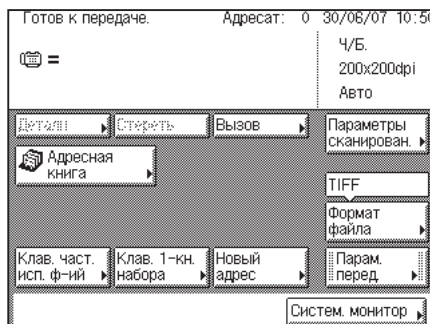 Готов к передаче. Адресат: 0 30/06/07 10:50
=
Ч/Б.
200x200dpi
Авто
Детали Стереть Вызов Параметры
сканирован.
Адресная
книга
TIFF
Формат
файла
Клав. част. Клав. 1-кн. Новый Парам.
исп. ф-ий набора адрес перед.
Систем. монитор